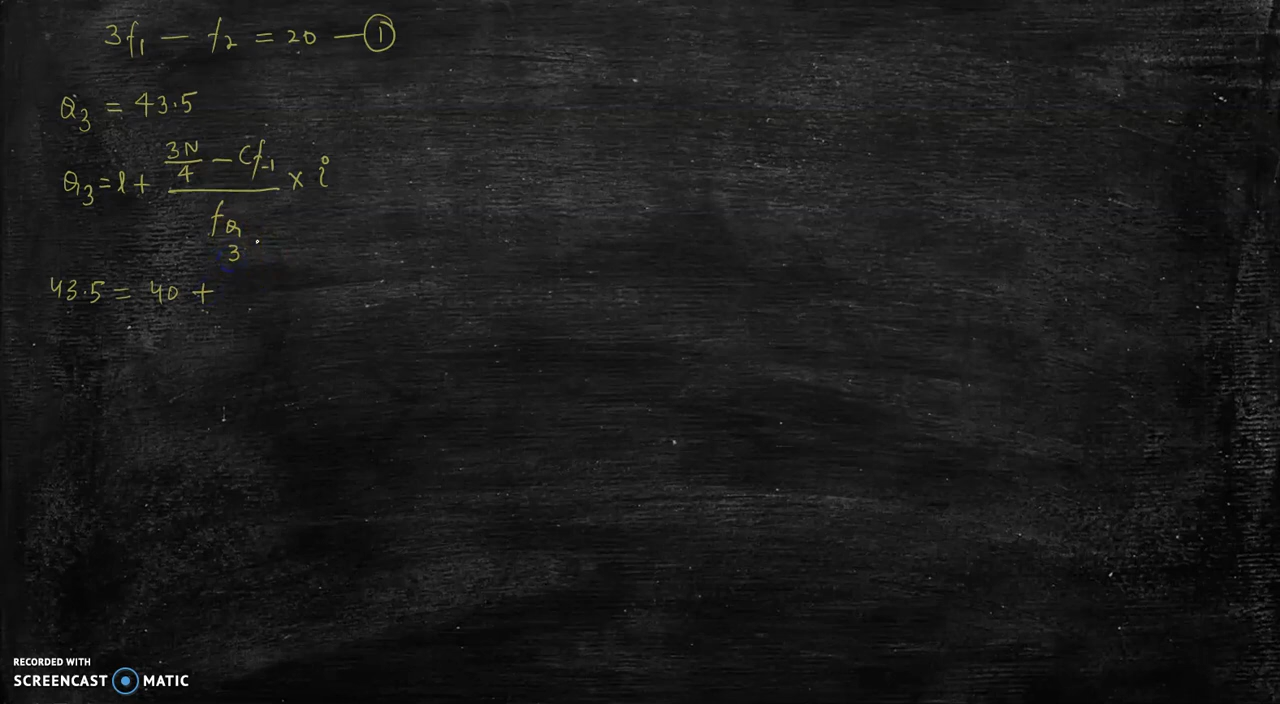 3f₁ − f₂ = 20 — ①
Q₃ = 43.5
Q₃ = l + (3N/4 − Cf₋₁)/f_Q₃ × i
43.5 = 40 +
RECORDED WITH
SCREENCAST MATIC